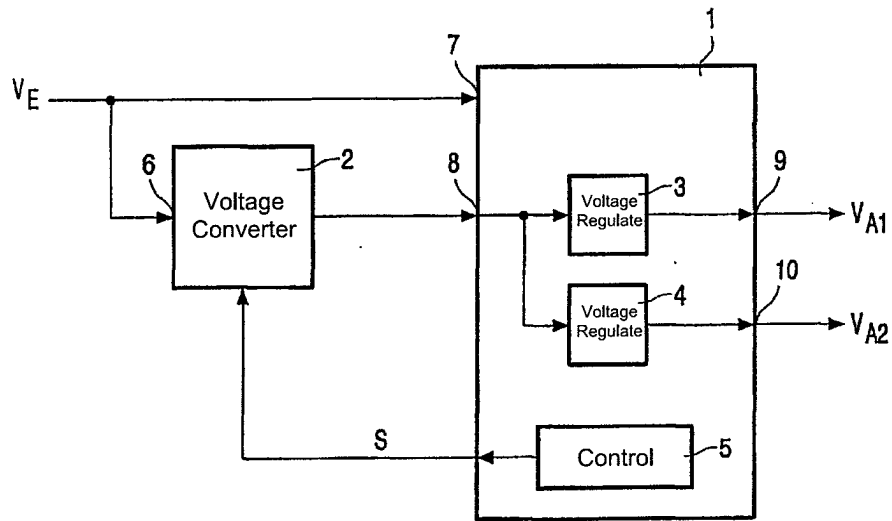 1
7
V_E
6
2
8
3
9
Voltage
Converter
Voltage
Regulate
V_A1
4
10
Voltage
Regulate
V_A2
S
Control
5